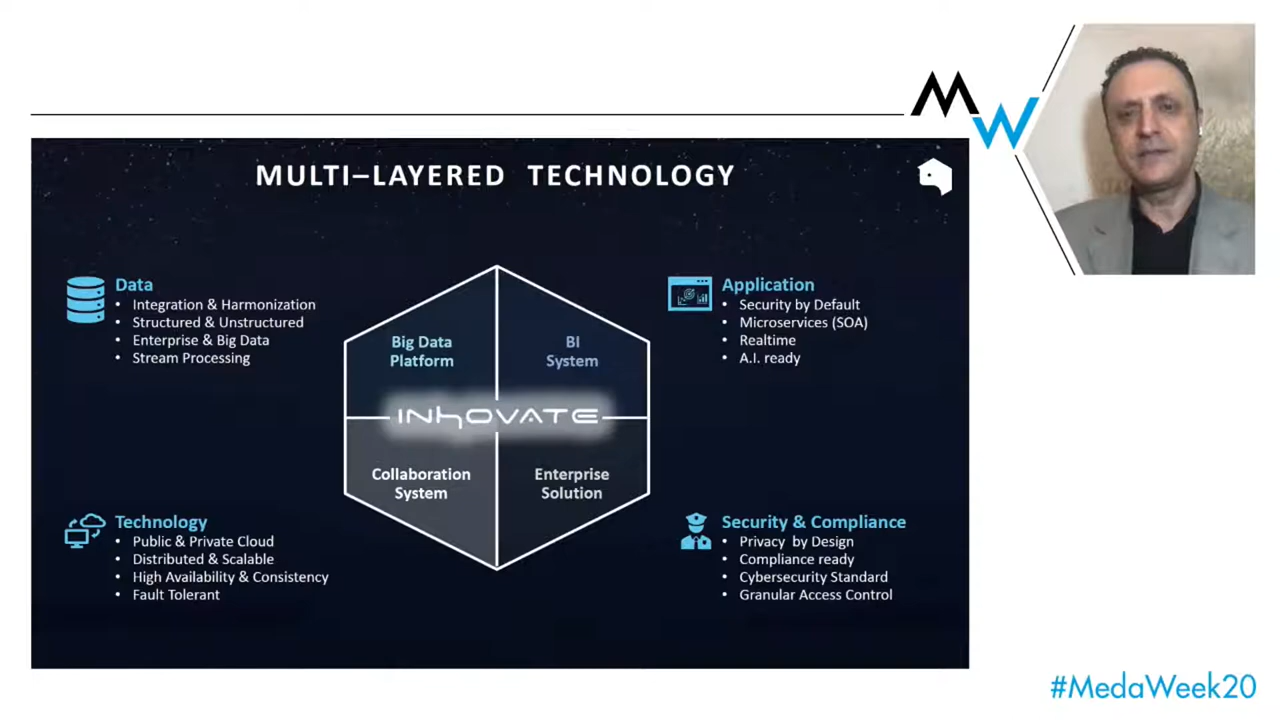 MW
MULTI–LAYERED TECHNOLOGY
Data
• Integration & Harmonization
• Structured & Unstructured
• Enterprise & Big Data
• Stream Processing
Application
• Security by Default
• Microservices (SOA)
• Realtime
• A.I. ready
Big Data
Platform
BI
System
INhOVATE
Collaboration
System
Enterprise
Solution
Technology
• Public & Private Cloud
• Distributed & Scalable
• High Availability & Consistency
• Fault Tolerant
Security & Compliance
• Privacy by Design
• Compliance ready
• Cybersecurity Standard
• Granular Access Control
#MedaWeek20